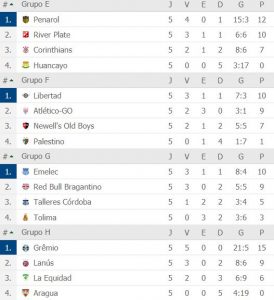 # Grupo E J V E D G P
1. Penarol 5 4 0 1 15:3 12
2. River Plate 5 3 1 1 6:6 10
3. Corinthians 5 2 1 2 8:6 7
4. Huancayo 5 0 0 5 3:17 0
# Grupo F J V E D G P
1. Libertad 5 3 1 1 7:3 10
2. Atlético-GO 5 2 3 0 3:1 9
3. Newell's Old Boys 5 2 1 2 5:5 7
4. Palestino 5 0 1 4 1:7 1
# Grupo G J V E D G P
1. Emelec 5 3 1 1 8:4 10
2. Red Bull Bragantino 5 3 0 2 5:5 9
3. Talleres Córdoba 5 1 2 2 3:4 5
4. Tolima 5 0 3 2 3:6 3
# Grupo H J V E D G P
1. Grêmio 5 5 0 0 21:5 15
2. Lanús 5 3 0 2 8:6 9
3. La Equidad 5 2 0 3 6:9 6
4. Aragua 5 0 0 5 4:19 0